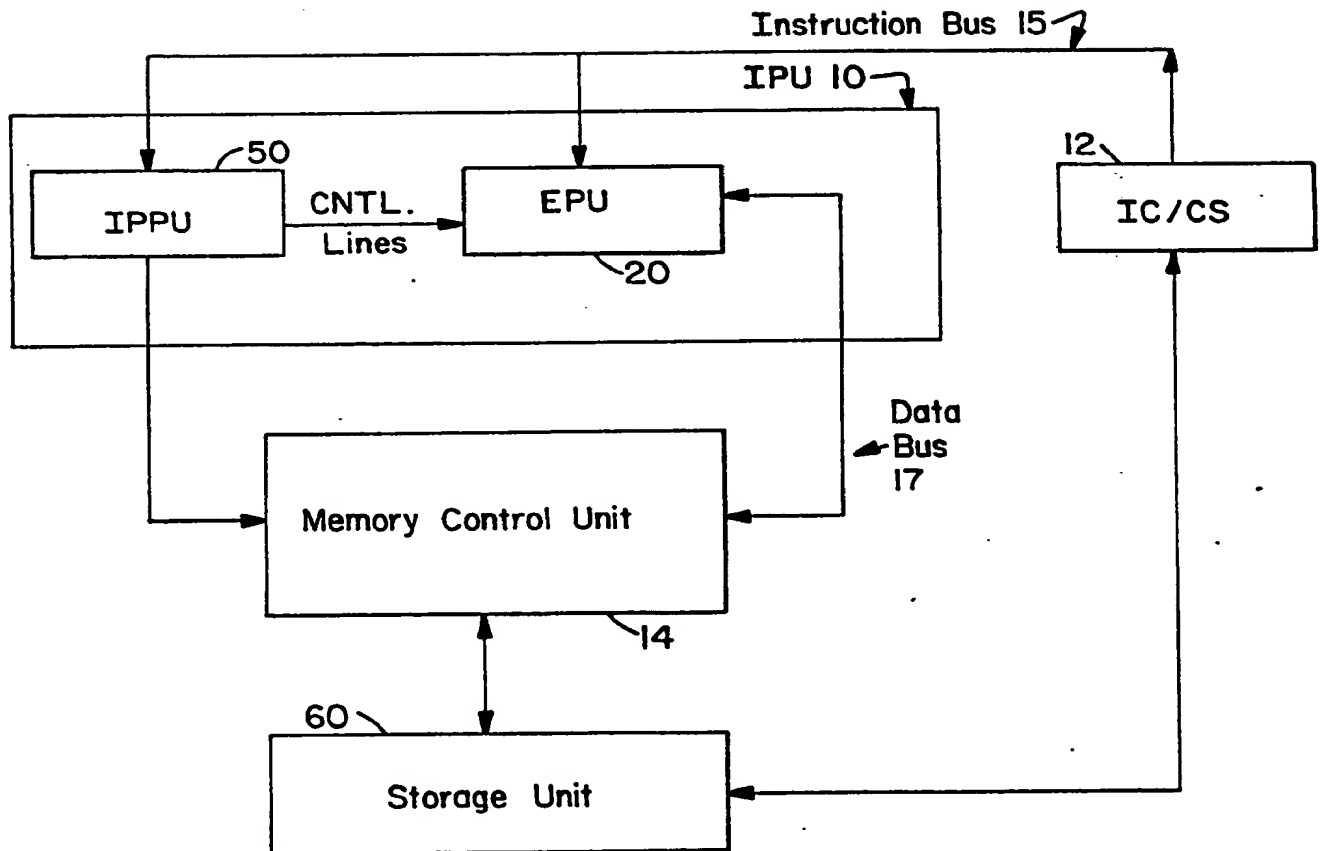 Instruction Bus 15
IPU 10
50
12
IPPU
CNTL.
Lines
EPU
IC/CS
20
Data
Bus
17
Memory Control Unit
14
60
Storage Unit